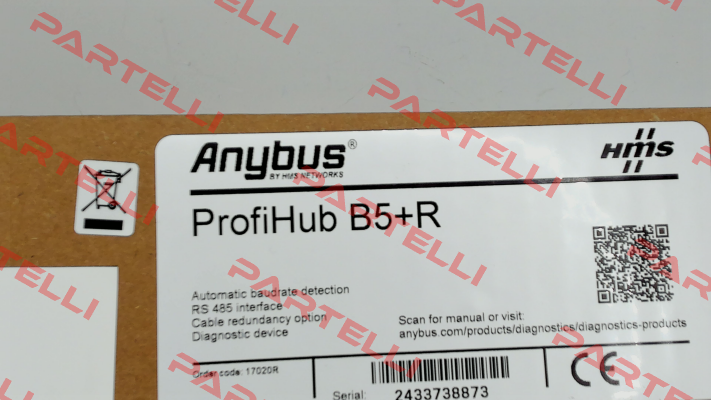 PARTELLI
PARTELLI
PARTELLI
PARTELLI
PARTELLI
PARTELLI
PARTELLI
PARTELLI
Anybus®
BY HMS NETWORKS
HMS
ProfiHub B5+R
Automatic baudrate detection
RS 485 interface
Cable redundancy option
Diagnostic device
Scan for manual or visit:
anybus.com/products/diagnostics/diagnostics-products
Order code: 17020R
Serial: 2433738873
CE